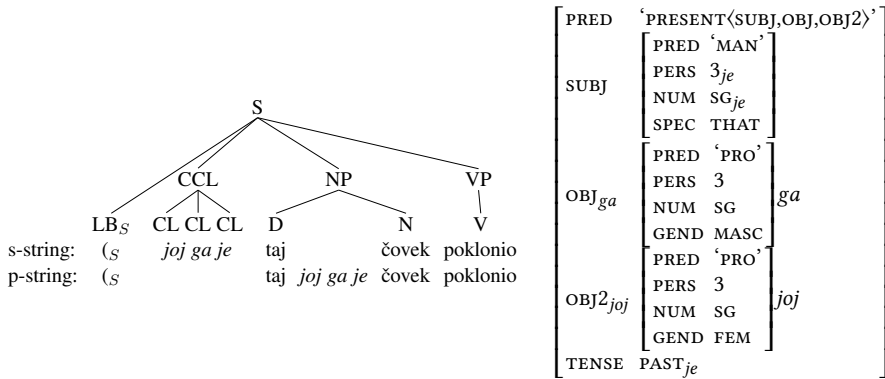 S
CCL NP VP
LB_S CL CL CL D N V
s-string: (_S joj ga je taj čovek poklonio
p-string: (_S taj joj ga je čovek poklonio
PRED ‘PRESENT⟨SUBJ,OBJ,OBJ2⟩’
SUBJ
PRED ‘MAN’
PERS 3_je
NUM SG_je
SPEC THAT
OBJ_ga
PRED ‘PRO’
PERS 3
NUM SG
GEND MASC
ga
OBJ2_joj
PRED ‘PRO’
PERS 3
NUM SG
GEND FEM
joj
TENSE PAST_je